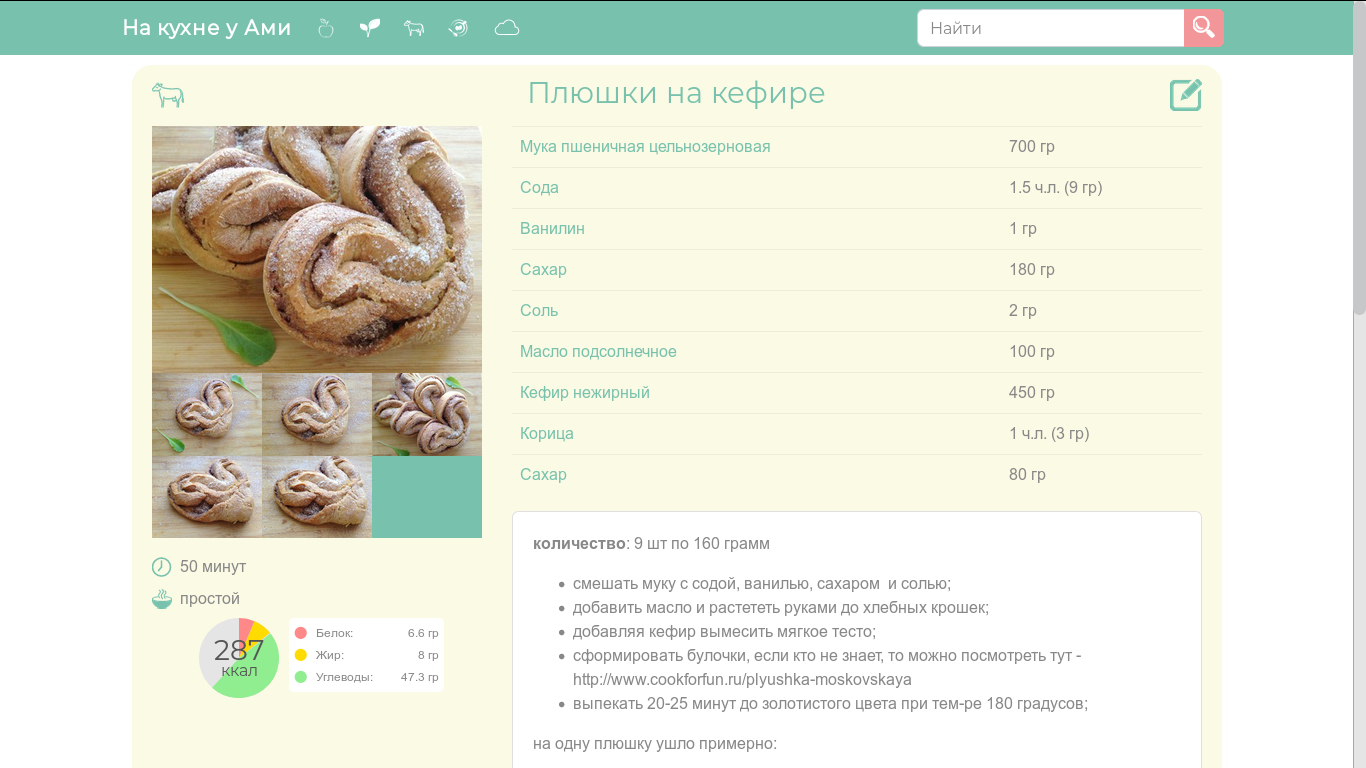 На кухне у Ами
Найти
Плюшки на кефире
Мука пшеничная цельнозерновая 700 гр
Сода 1.5 ч.л. (9 гр)
Ванилин 1 гр
Сахар 180 гр
Соль 2 гр
Масло подсолнечное 100 гр
Кефир нежирный 450 гр
Корица 1 ч.л. (3 гр)
Сахар 80 гр
50 минут
простой
287
ккал
Белок: 6.6 гр
Жир: 8 гр
Углеводы: 47.3 гр
количество: 9 шт по 160 грамм
смешать муку с содой, ванилью, сахаром  и солью;
добавить масло и растететь руками до хлебных крошек;
добавляя кефир вымесить мягкое тесто;
сформировать булочки, если кто не знает, то можно посмотреть тут -
http://www.cookforfun.ru/plyushka-moskovskaya
выпекать 20-25 минут до золотистого цвета при тем-ре 180 градусов;
на одну плюшку ушло примерно: